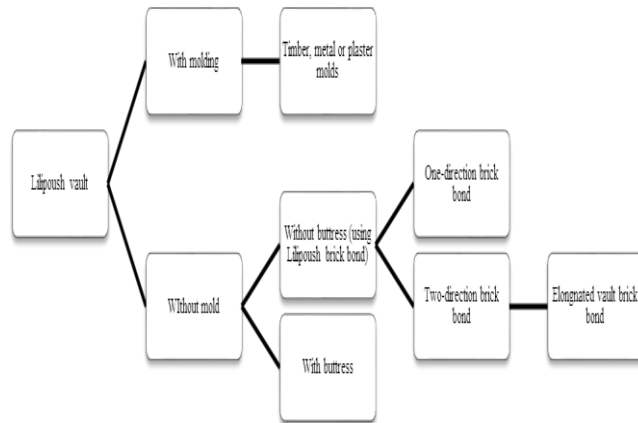 With molding
Timber, metal or plaster
molds
Lilipoush vault
One-direction brick
bond
Without buttress (using
Lilipoush brick bond)
WIthout mold
Two-direction brick
bond
Elongnated vault brick
bond
With buttress